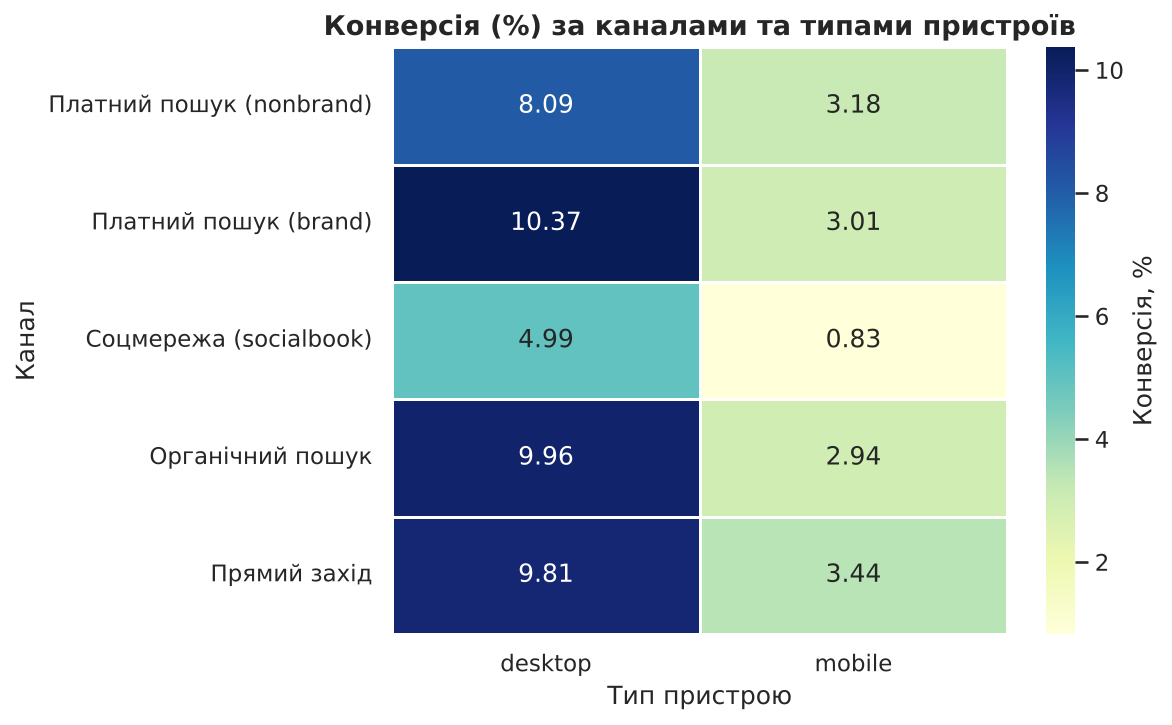 Конверсія (%) за каналами та типами пристроїв
Канал
Платний пошук (nonbrand) 8.09 3.18
Платний пошук (brand) 10.37 3.01
Соцмережа (socialbook) 4.99 0.83
Органічний пошук 9.96 2.94
Прямий захід 9.81 3.44
desktop mobile
Тип пристрою
10
8
6
4
2
Конверсія, %